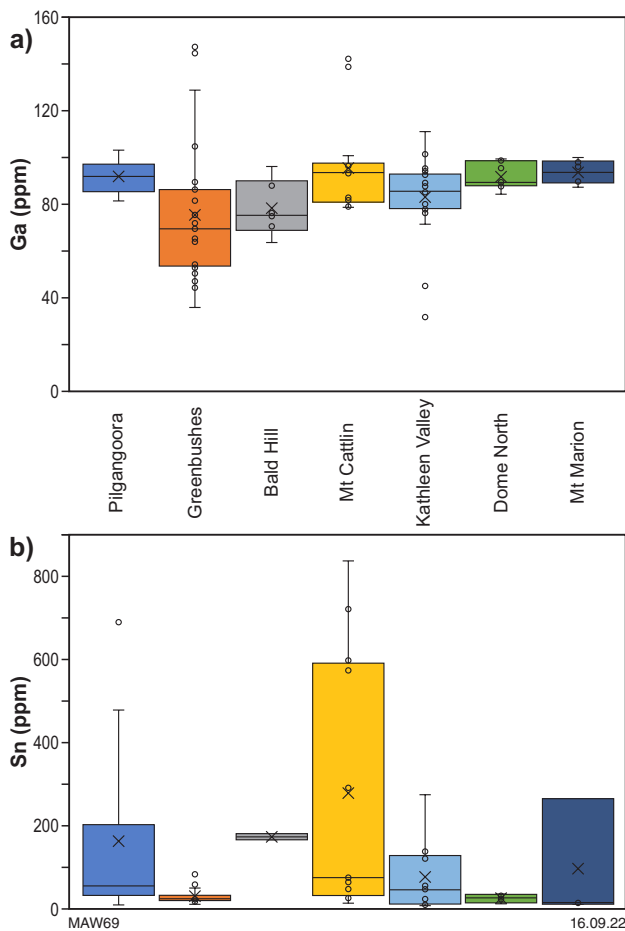 a)
Ga (ppm)
160
120
80
40
0
Pilgangoora
Greenbushes
Bald Hill
Mt Cattlin
Kathleen Valley
Dome North
Mt Marion
b)
Sn (ppm)
800
600
400
200
0
MAW69
16.09.22